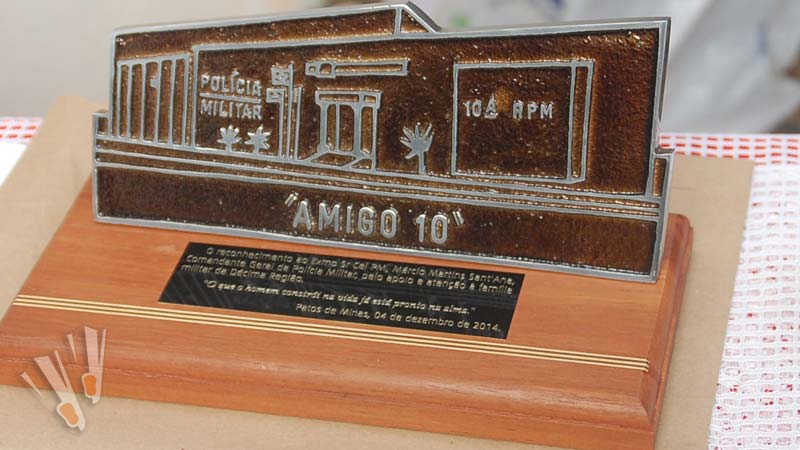 POLÍCIA
MILITAR
10ª RPM
"AMIGO 10"
O reconhecimento ao Exmo Sr Cel PM, Márcio Martins Sant'Ana,
Comandante Geral de Polícia Militar, pelo apoio e atenção à família
militar da Décima Região.
"O que o homem constrói na vida já está pronto na alma."
Patos de Minas, 04 de dezembro de 2014.